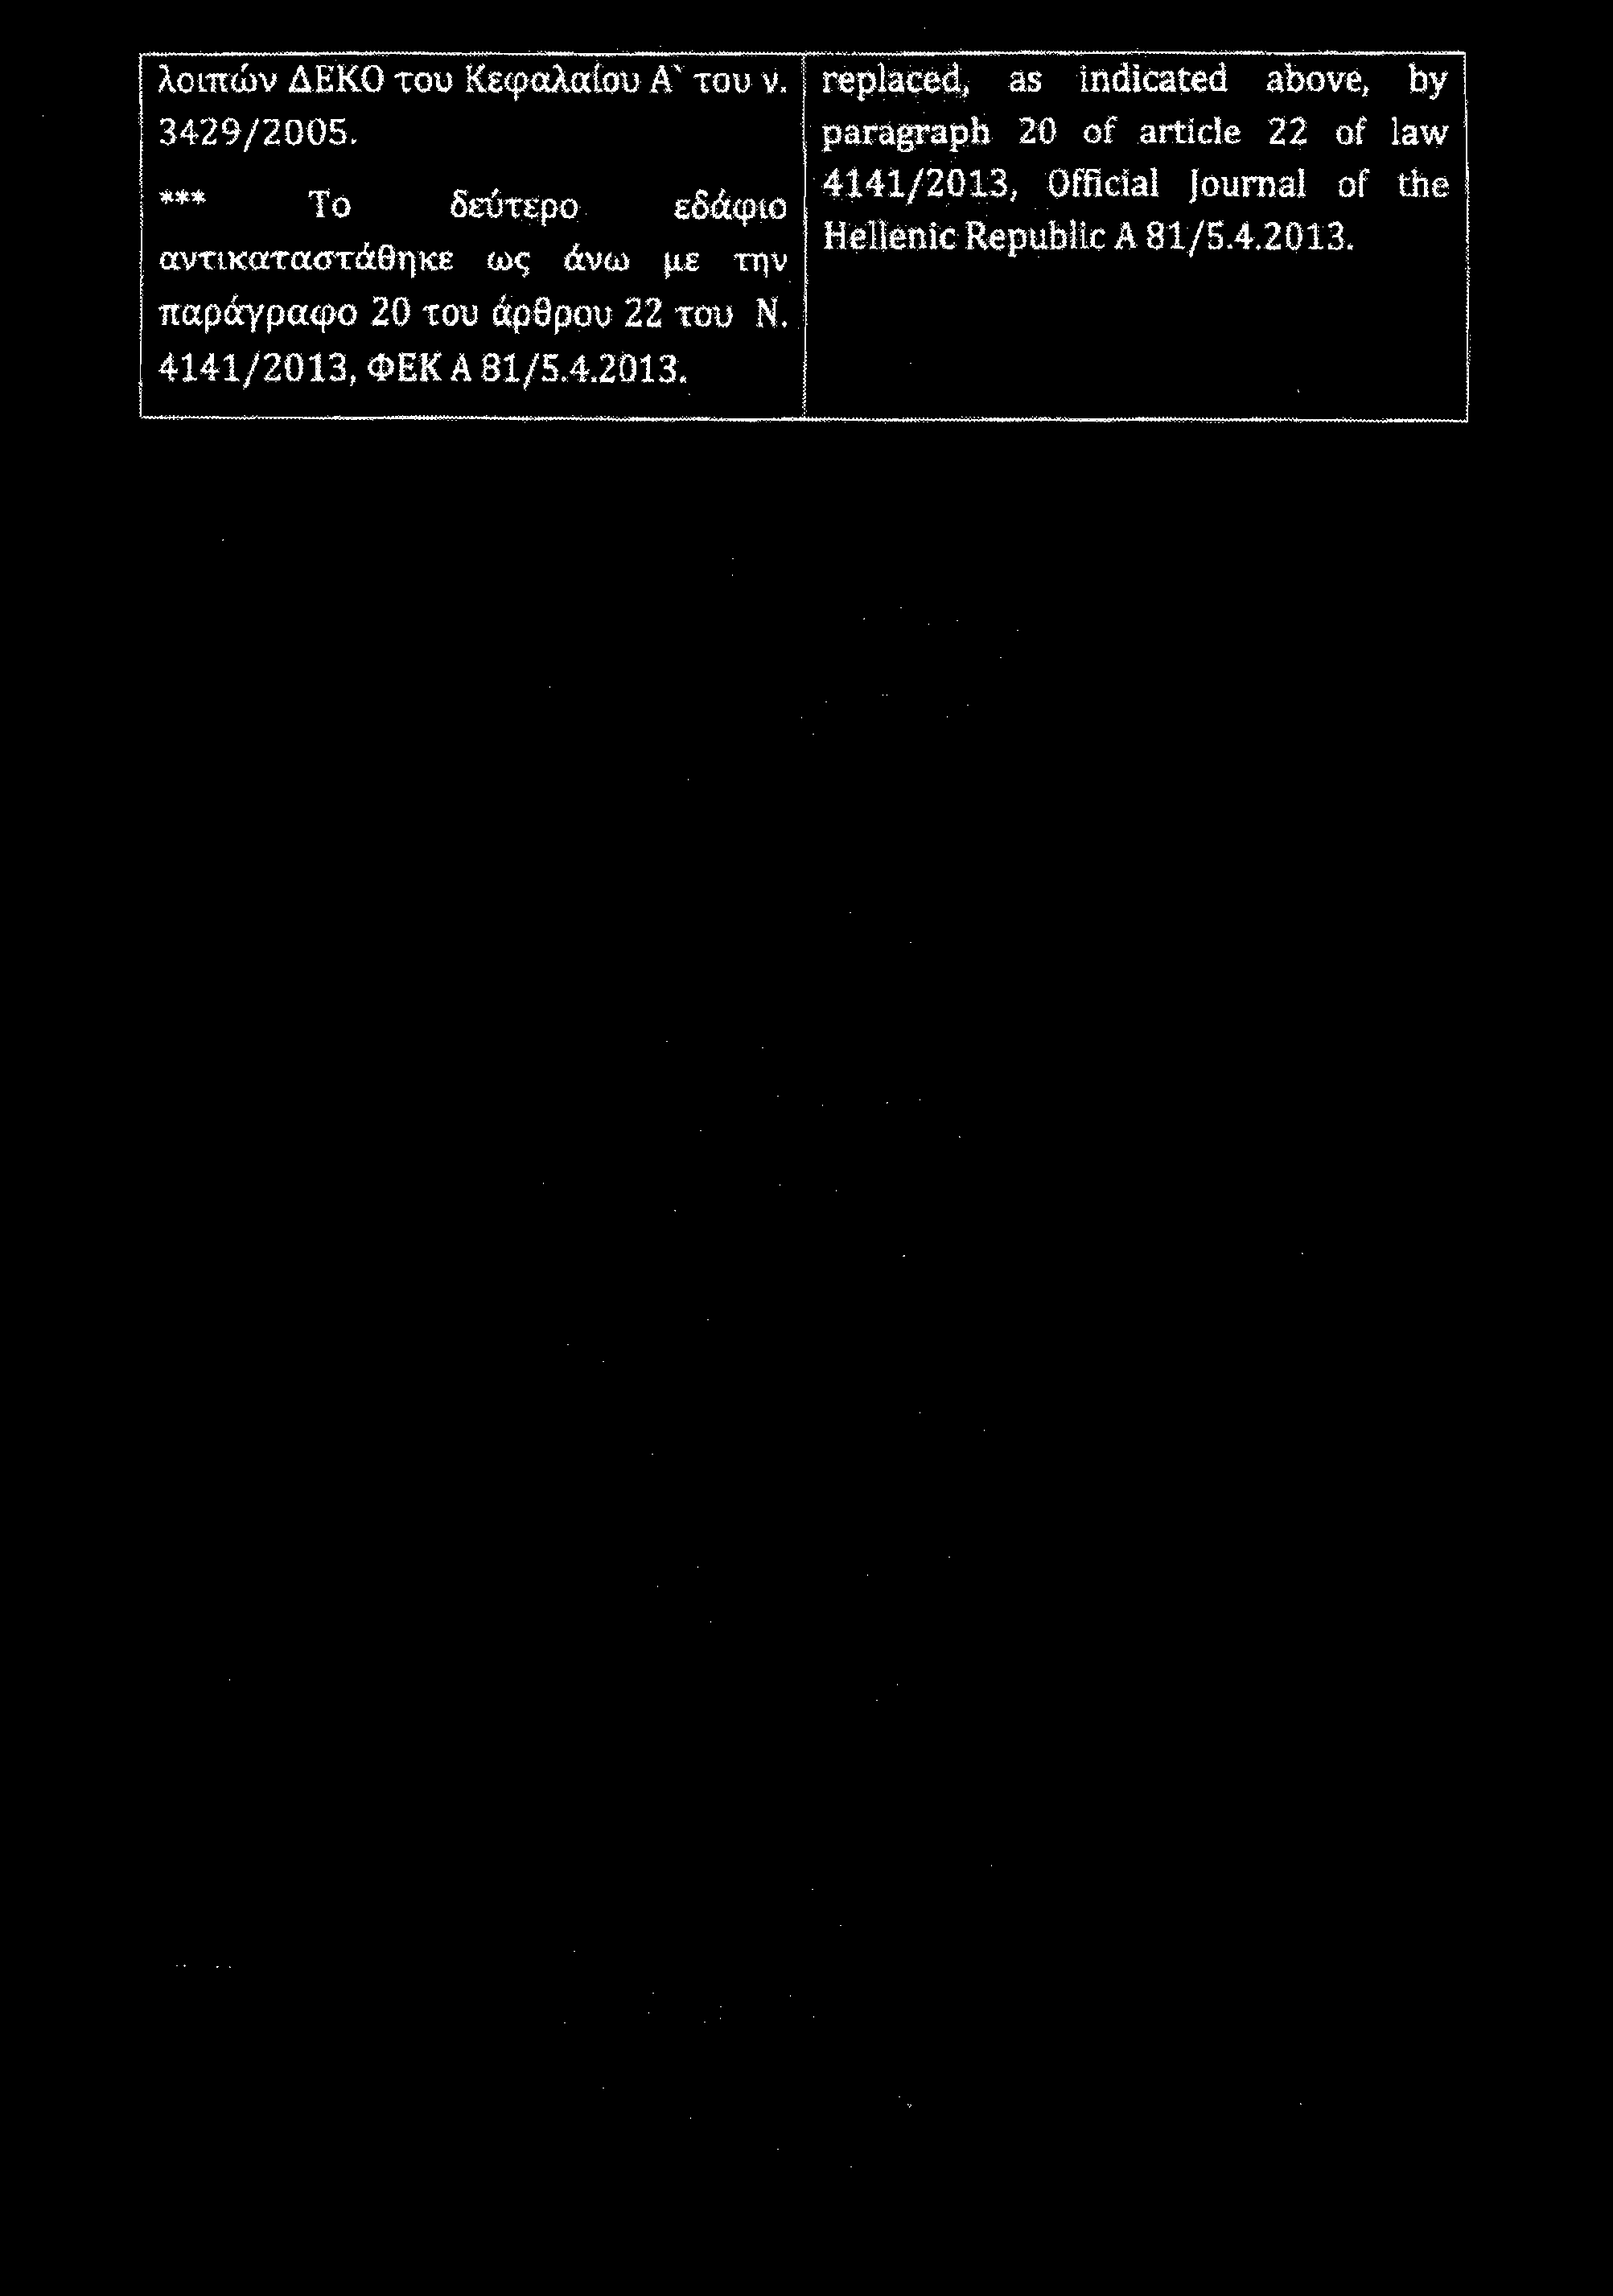 λοιπών ΔΕΚΟ του Κεφαλαίου Α` του ν.
3429/2005.
*** Το δεύτερο εδάφιο
αντικαταστάθηκε ως άνω με την
παράγραφο 20 του άρθρου 22 του Ν.
4141/2013, ΦΕΚ Α 81/5.4.2013.
replaced, as indicated above, by
paragraph 20 of article 22 of law
4141/2013, Official Journal of the
Hellenic Republic A 81/5.4.2013.